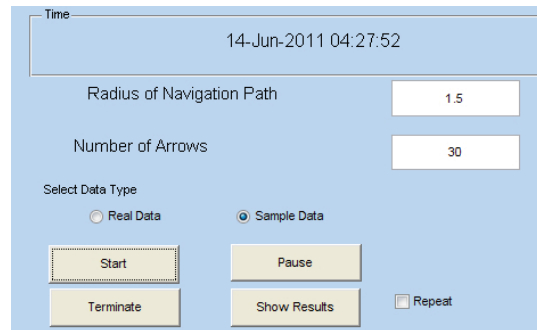 Time
14-Jun-2011 04:27:52
Radius of Navigation Path 1.5
Number of Arrows 30
Select Data Type
Real Data Sample Data
Start Pause
Terminate Show Results Repeat